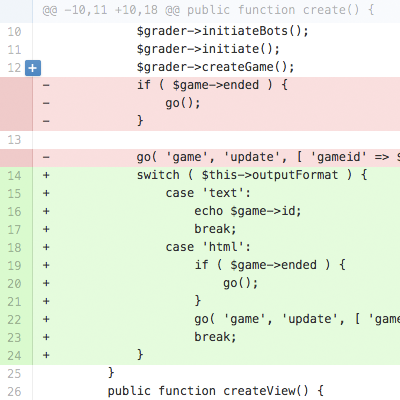 @@ -10,11 +10,18 @@ public function create() {
10 $grader->initiateBots();
11 $grader->initiate();
12 + $grader->createGame();
- if ( $game->ended ) {
- go();
- }
13
- go( 'game', 'update', [ 'gameid' => $
14 + switch ( $this->outputFormat ) {
15 + case 'text':
16 + echo $game->id;
17 + break;
18 + case 'html':
19 + if ( $game->ended ) {
20 + go();
21 + }
22 + go( 'game', 'update', [ 'game
23 + break;
24 + }
25 }
26 public function createView() {